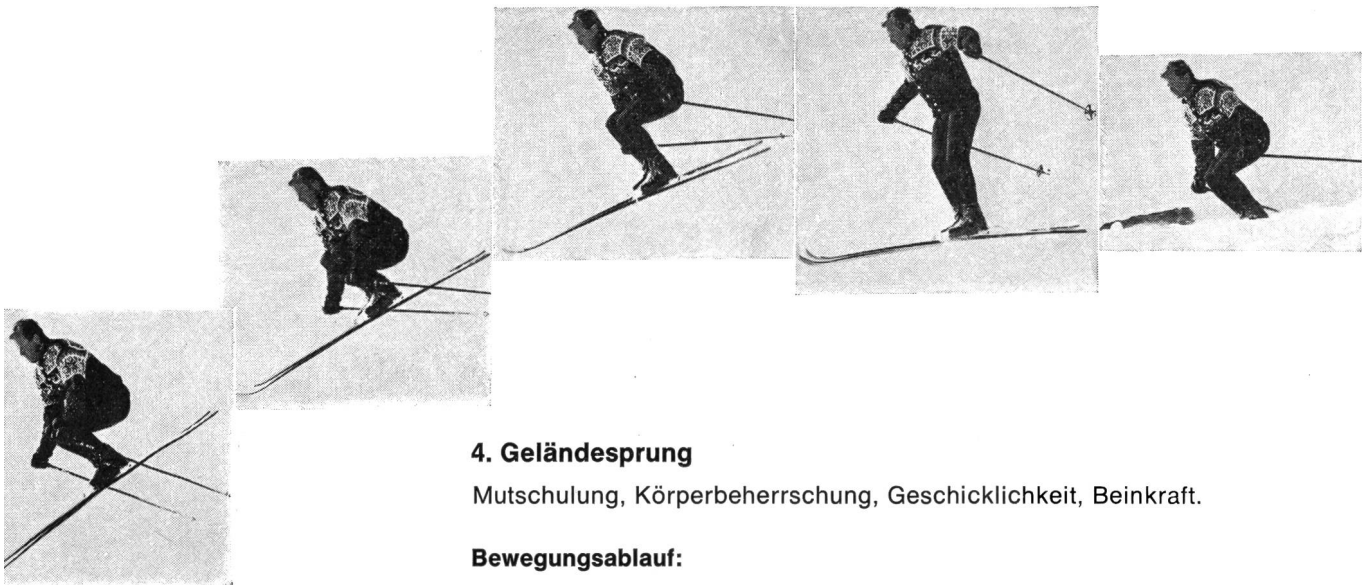 4. Geländesprung
Mutschulung, Körperbeherrschung, Geschicklichkeit, Beinkraft.
Bewegungsablauf: